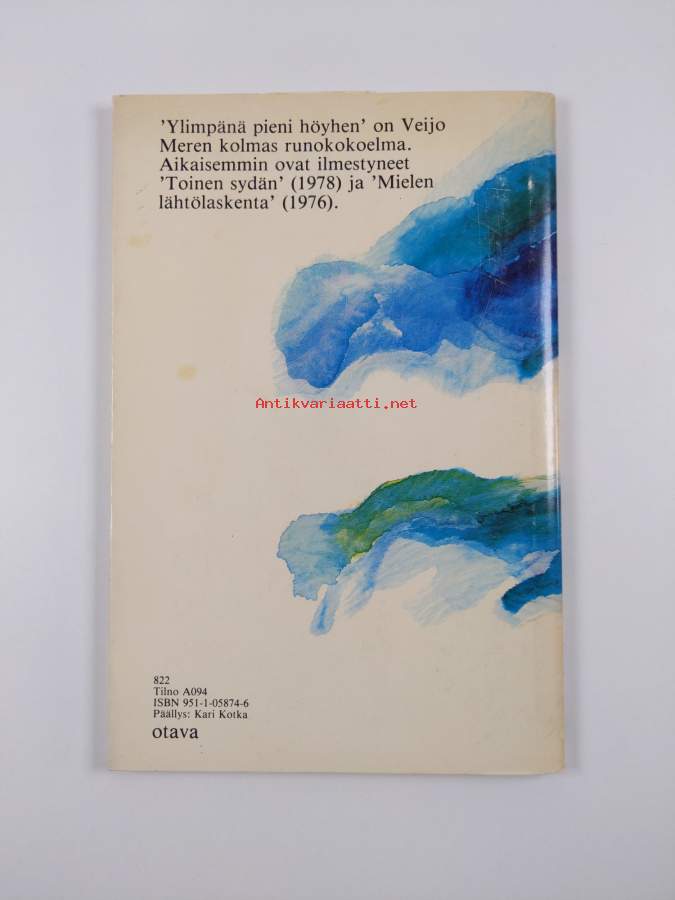 'Ylimpänä pieni höyhen' on Veijo
Meren kolmas runokokoelma.
Aikaisemmin ovat ilmestyneet
'Toinen sydän' (1978) ja 'Mielen
lähtölaskenta' (1976).
Antikvariaatti.net
822
Tilno A094
ISBN 951-1-05874-6
Päällys: Kari Kotka
otava